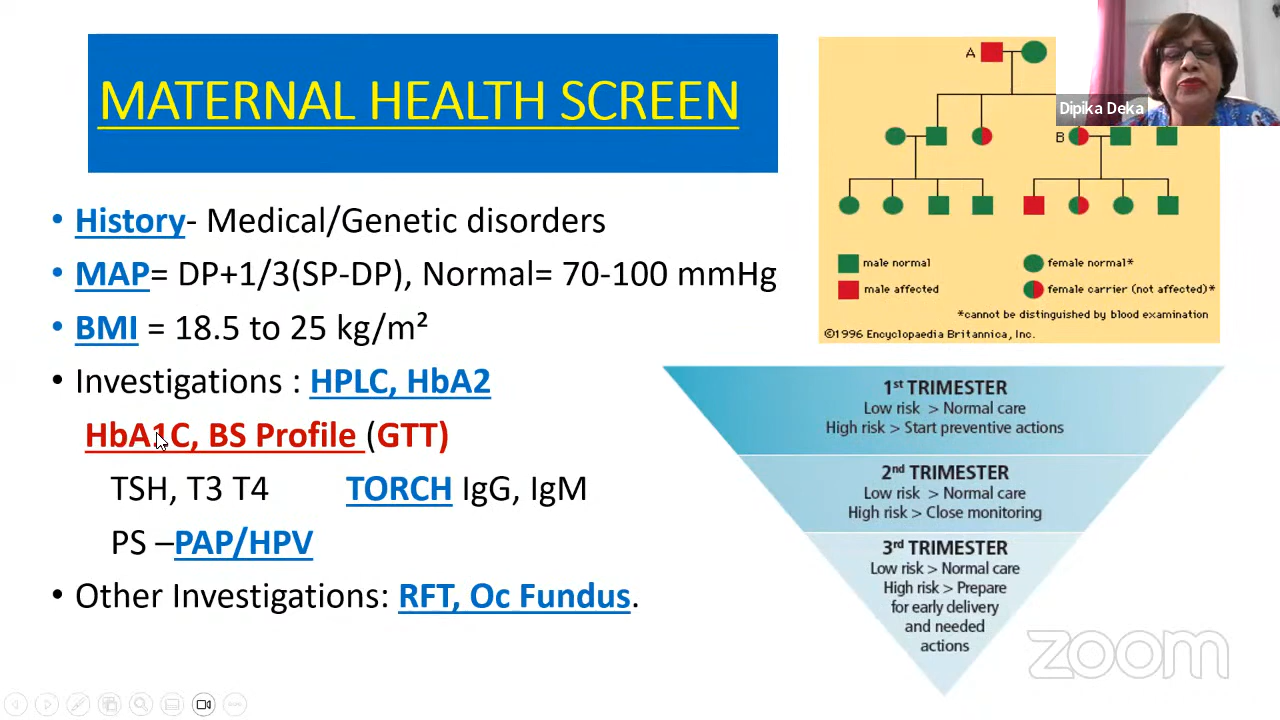 MATERNAL HEALTH SCREEN
• History- Medical/Genetic disorders
• MAP= DP+1/3(SP-DP), Normal= 70-100 mmHg
• BMI = 18.5 to 25 kg/m²
• Investigations : HPLC, HbA2
HbA1C, BS Profile (GTT)
TSH, T3 T4 TORCH IgG, IgM
PS –PAP/HPV
• Other Investigations: RFT, Oc Fundus.
A
Dipika Deka
B
male normal
female normal*
male affected
female carrier (not affected)*
*cannot be distinguished by blood examination
©1996 Encyclopaedia Britannica, Inc.
1st TRIMESTER
Low risk > Normal care
High risk > Start preventive actions
2nd TRIMESTER
Low risk > Normal care
High risk > Close monitoring
3rd TRIMESTER
Low risk > Normal care
High risk > Prepare
for early delivery
and needed
actions
zoom